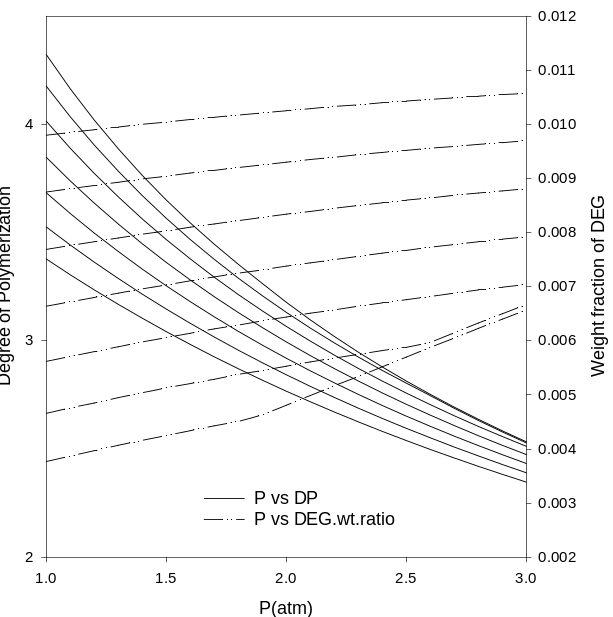 0.012
0.011
4
0.010
0.009
0.008
Degree of Polymerization
Weight fraction of DEG
0.007
3
0.006
0.005
0.004
P vs DP
P vs DEG.wt.ratio
0.003
2
0.002
1.0 1.5 2.0 2.5 3.0
P(atm)